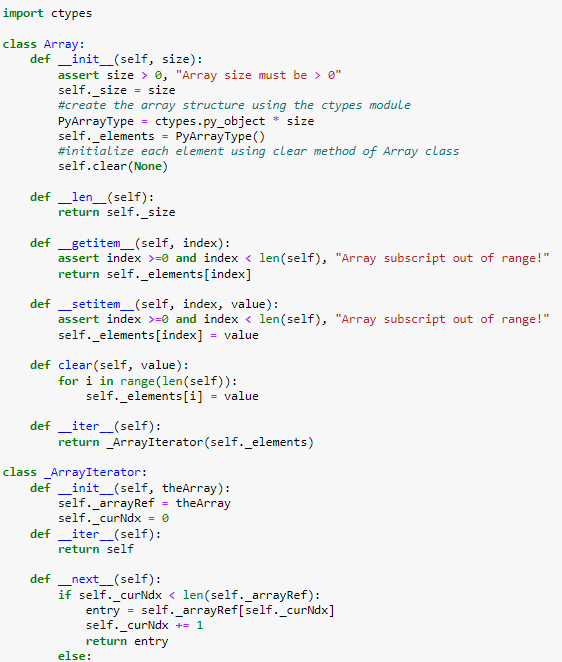 import ctypes
class Array:
    def __init__(self, size):
        assert size > 0, "Array size must be > 0"
        self._size = size
        #create the array structure using the ctypes module
        PyArrayType = ctypes.py_object * size
        self._elements = PyArrayType()
        #initialize each element using clear method of Array class
        self.clear(None)
    def __len__(self):
        return self._size
    def __getitem__(self, index):
        assert index >=0 and index < len(self), "Array subscript out of range!"
        return self._elements[index]
    def __setitem__(self, index, value):
        assert index >=0 and index < len(self), "Array subscript out of range!"
        self._elements[index] = value
    def clear(self, value):
        for i in range(len(self)):
            self._elements[i] = value
    def __iter__(self):
        return _ArrayIterator(self._elements)
class _ArrayIterator:
    def __init__(self, theArray):
        self._arrayRef = theArray
        self._curNdx = 0
    def __iter__(self):
        return self
    def __next__(self):
        if self._curNdx < len(self._arrayRef):
            entry = self._arrayRef[self._curNdx]
            self._curNdx += 1
            return entry
        else: